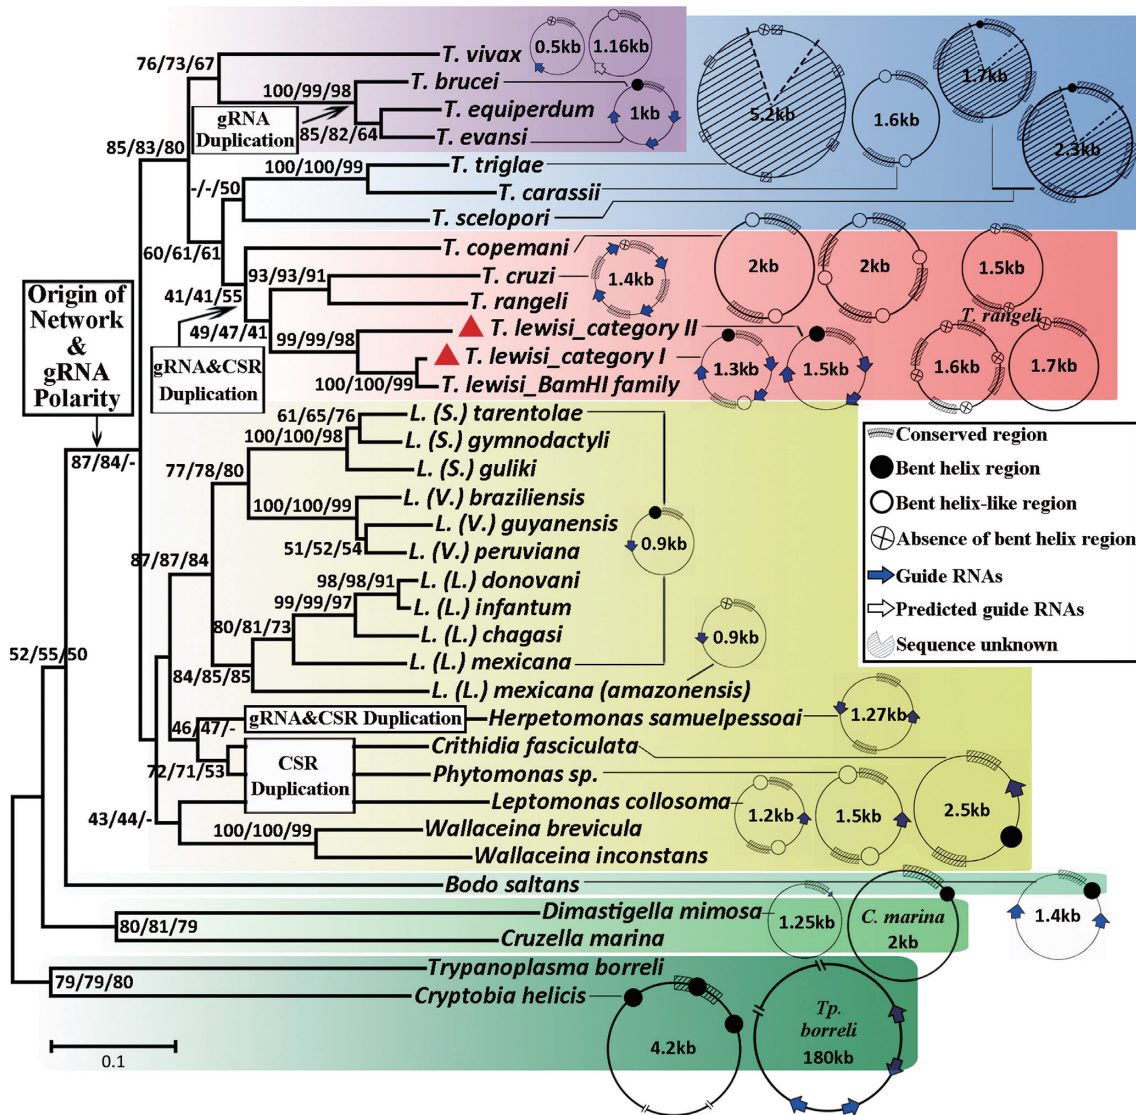 T. vivax
0.5kb
1.16kb
76/73/67
T. brucei
100/99/98
gRNA
Duplication
T. equiperdum
1kb
85/82/64
T. evansi
5.2kb
1.6kb
1.7kb
2.3kb
85/83/80
T. triglae
100/100/99
-/-/50
T. carassii
T. scelopori
60/61/61
T. copemani
93/93/91
T. cruzi
1.4kb
2kb
2kb
1.5kb
41/41/55
T. rangeli
T. rangeli
49/47/41
Origin of
Network
&
gRNA
Polarity
gRNA&CSR
Duplication
T. lewisi_category II
99/99/98
T. lewisi_category I
1.3kb
1.5kb
1.6kb
1.7kb
100/100/99
T. lewisi_BamHI family
61/65/76
L. (S.) tarentolae
100/100/98
L. (S.) gymnodactyli
87/84/-
77/78/80
L. (S.) guliki
100/100/99
L. (V.) braziliensis
L. (V.) guyanensis
0.9kb
51/52/54
L. (V.) peruviana
87/87/84
98/98/91
L. (L.) donovani
99/99/97
L. (L.) infantum
80/81/73
L. (L.) chagasi
0.9kb
52/55/50
L. (L.) mexicana
84/85/85
L. (L.) mexicana (amazonensis)
Conserved region
Bent helix region
Bent helix-like region
Absence of bent helix region
Guide RNAs
Predicted guide RNAs
Sequence unknown
gRNA&CSR Duplication
Herpetomonas samuelpessoai
1.27kb
46/47/-
Crithidia fasciculata
CSR
Duplication
72/71/53
Phytomonas sp.
Leptomonas collosoma
1.2kb
1.5kb
2.5kb
43/44/-
100/100/99
Wallaceina brevicula
Wallaceina inconstans
Bodo saltans
Dimastigella mimosa
1.25kb
C. marina
2kb
1.4kb
80/81/79
Cruzella marina
Trypanoplasma borreli
79/79/80
Cryptobia helicis
4.2kb
Tp.
borreli
180kb
0.1